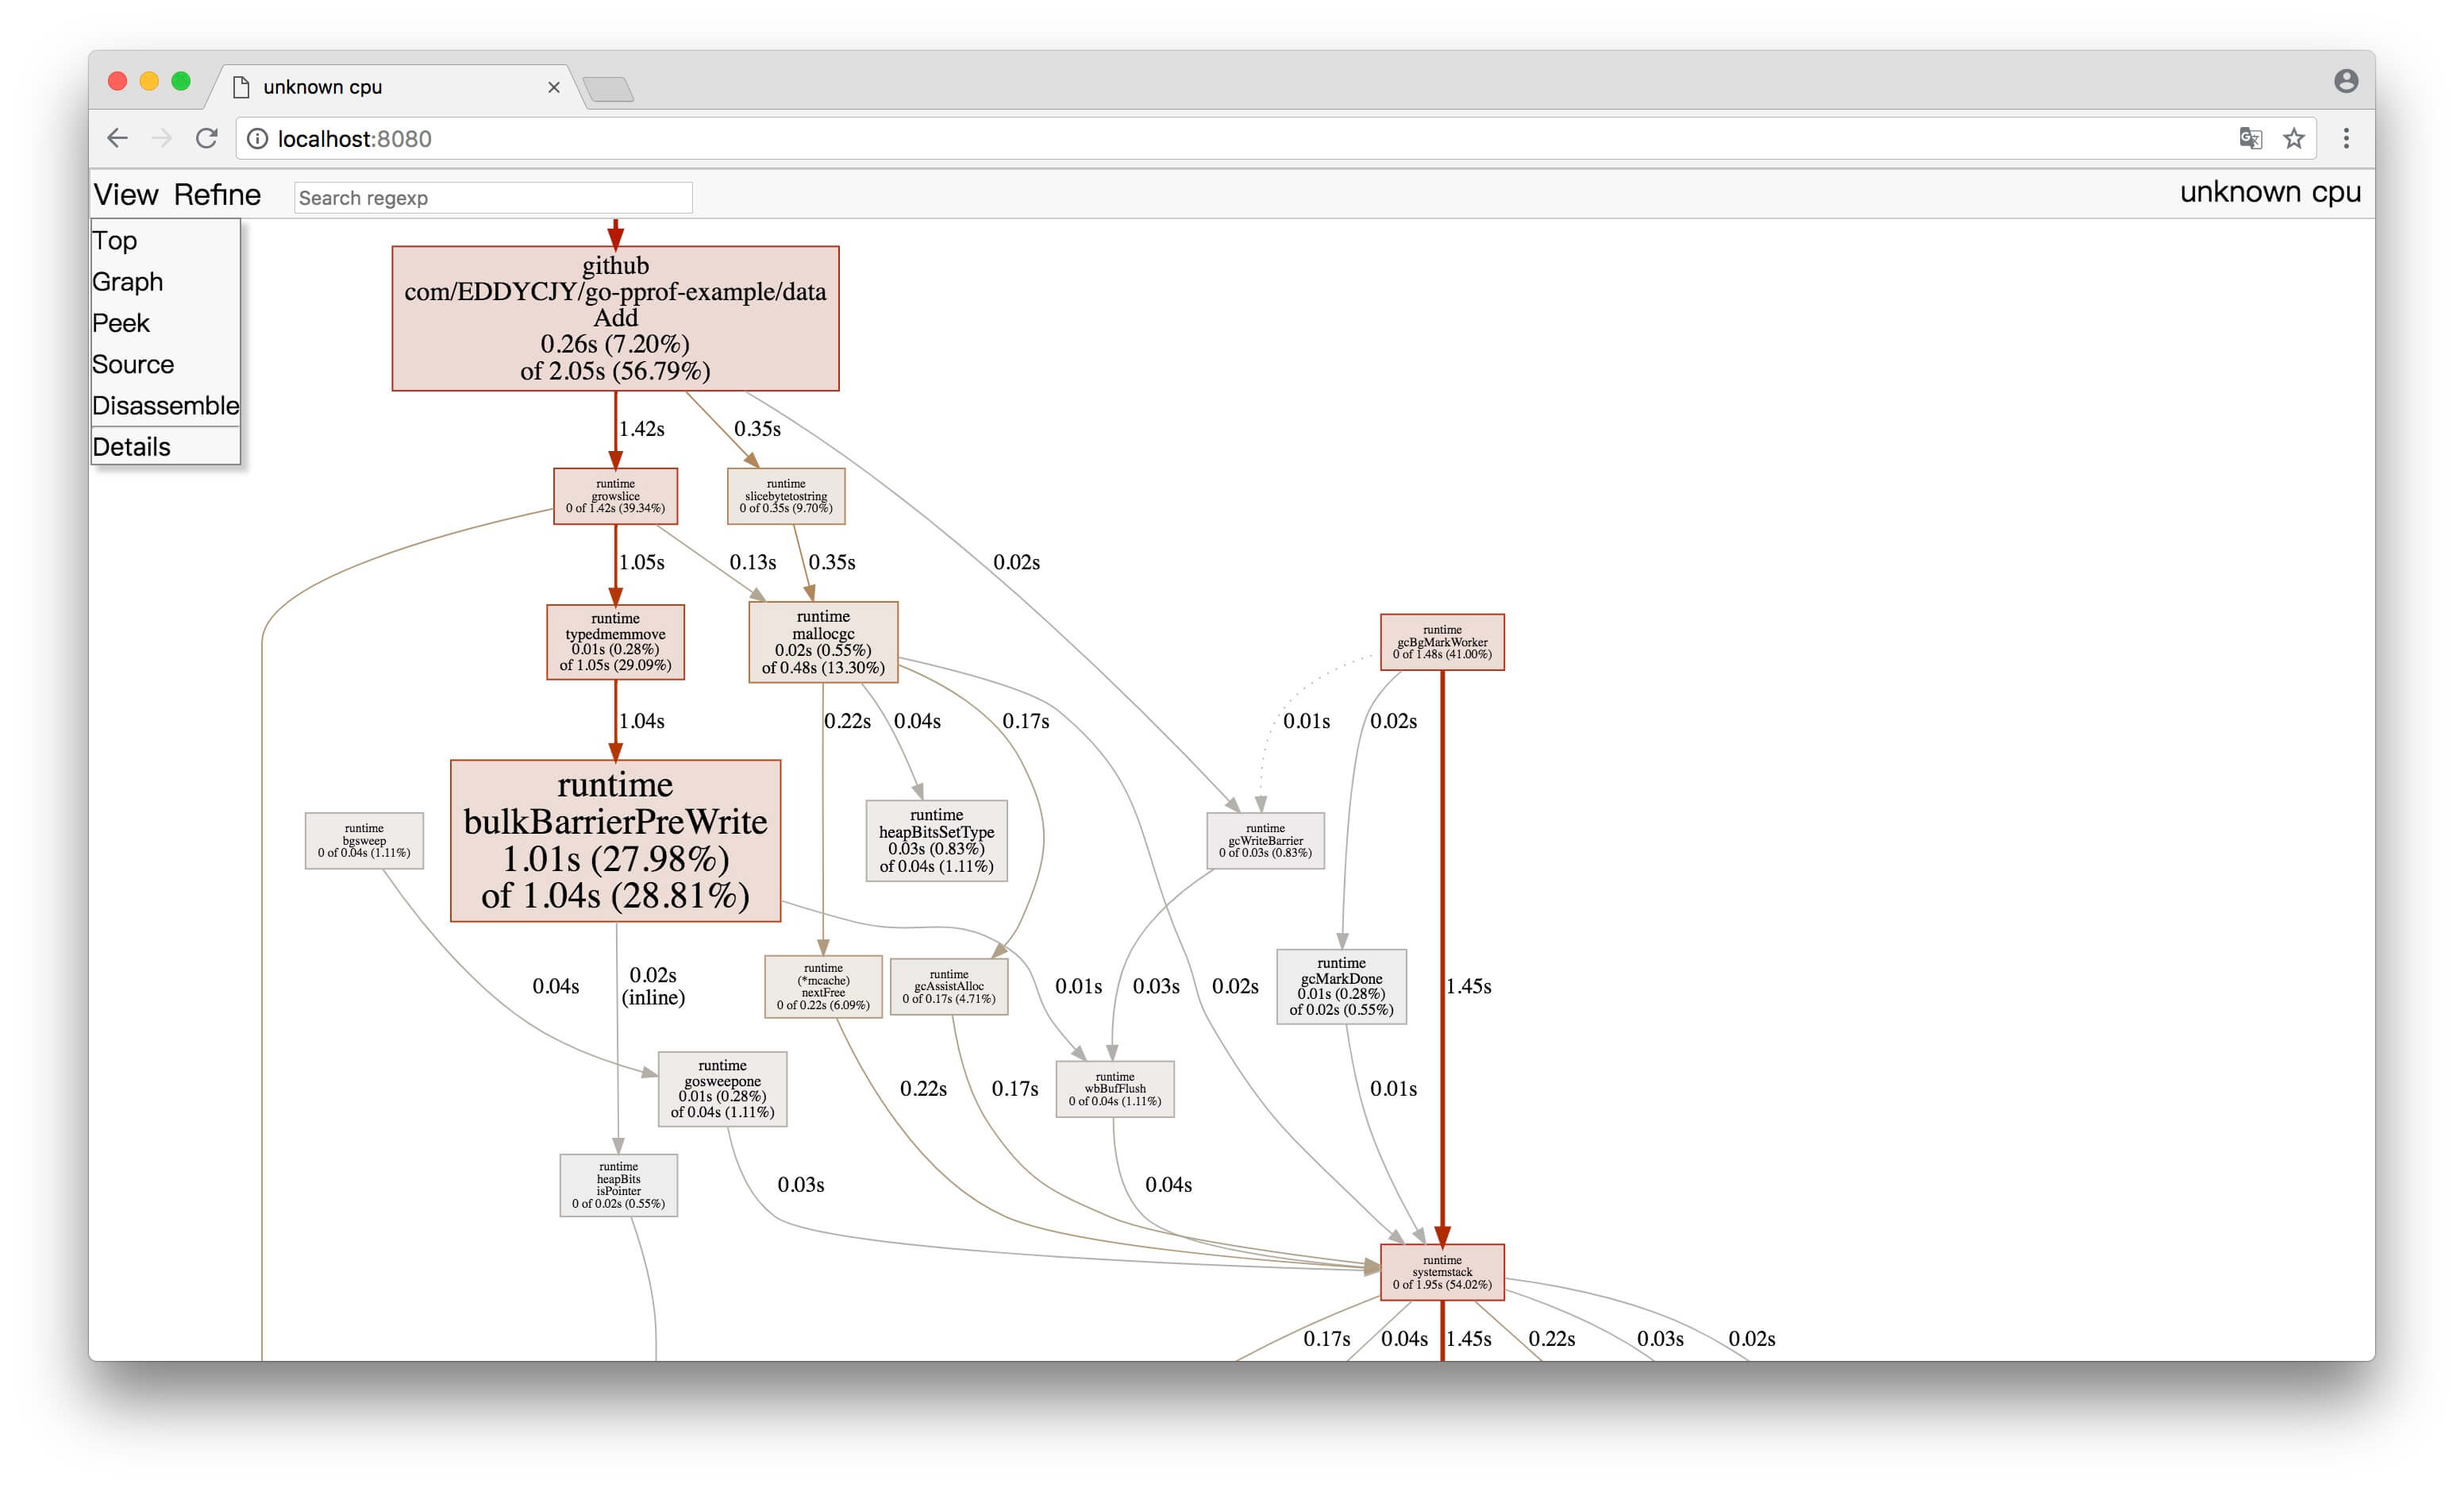 unknown cpu
localhost:8080
View Refine Search regexp unknown cpu
Top
Graph
Peek
Source
Disassemble
Details
github
com/EDDYCJY/go-pprof-example/data
Add
0.26s (7.20%)
of 2.05s (56.79%)
1.42s
0.35s
runtime
growslice
0 of 1.42s (39.34%)
runtime
slicebytetostring
0 of 0.35s (9.70%)
1.05s
0.13s
0.35s
0.02s
runtime
typedmemmove
0.01s (0.28%)
of 1.05s (29.09%)
runtime
mallocgc
0.02s (0.55%)
of 0.48s (13.30%)
runtime
gcBgMarkWorker
0 of 1.48s (41.00%)
1.04s
0.22s
0.04s
0.17s
0.01s
0.02s
runtime
bgsweep
0 of 0.04s (1.11%)
runtime
bulkBarrierPreWrite
1.01s (27.98%)
of 1.04s (28.81%)
runtime
heapBitsSetType
0.03s (0.83%)
of 0.04s (1.11%)
runtime
gcWriteBarrier
0 of 0.03s (0.83%)
0.04s
0.02s
(inline)
runtime
(*mcache)
nextFree
0 of 0.22s (6.09%)
runtime
gcAssistAlloc
0 of 0.17s (4.71%)
0.01s
0.03s
0.02s
runtime
gcMarkDone
0.01s (0.28%)
of 0.02s (0.55%)
1.45s
runtime
gosweepone
0.01s (0.28%)
of 0.04s (1.11%)
0.22s
0.17s
runtime
wbBufFlush
0 of 0.04s (1.11%)
0.01s
runtime
heapBits
isPointer
0 of 0.02s (0.55%)
0.03s
0.04s
runtime
systemstack
0 of 1.95s (54.02%)
0.17s
0.04s
1.45s
0.22s
0.03s
0.02s